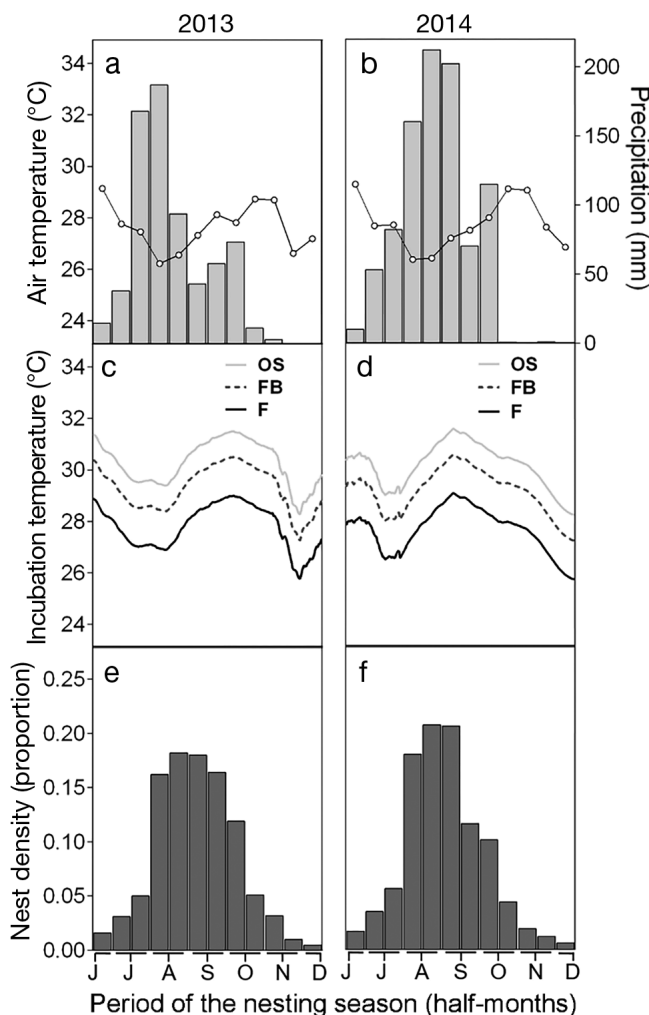 2013 2014
a b
Air temperature (°C)
34
32
30
28
26
24
Precipitation (mm)
200
150
100
50
0
c d
OS OS
FB FB
F F
Incubation temperature (°C)
34
32
30
28
26
24
e f
Nest density (proportion)
0.25
0.20
0.15
0.10
0.05
0.00
J J A S O N D J J A S O N D
Period of the nesting season (half-months)